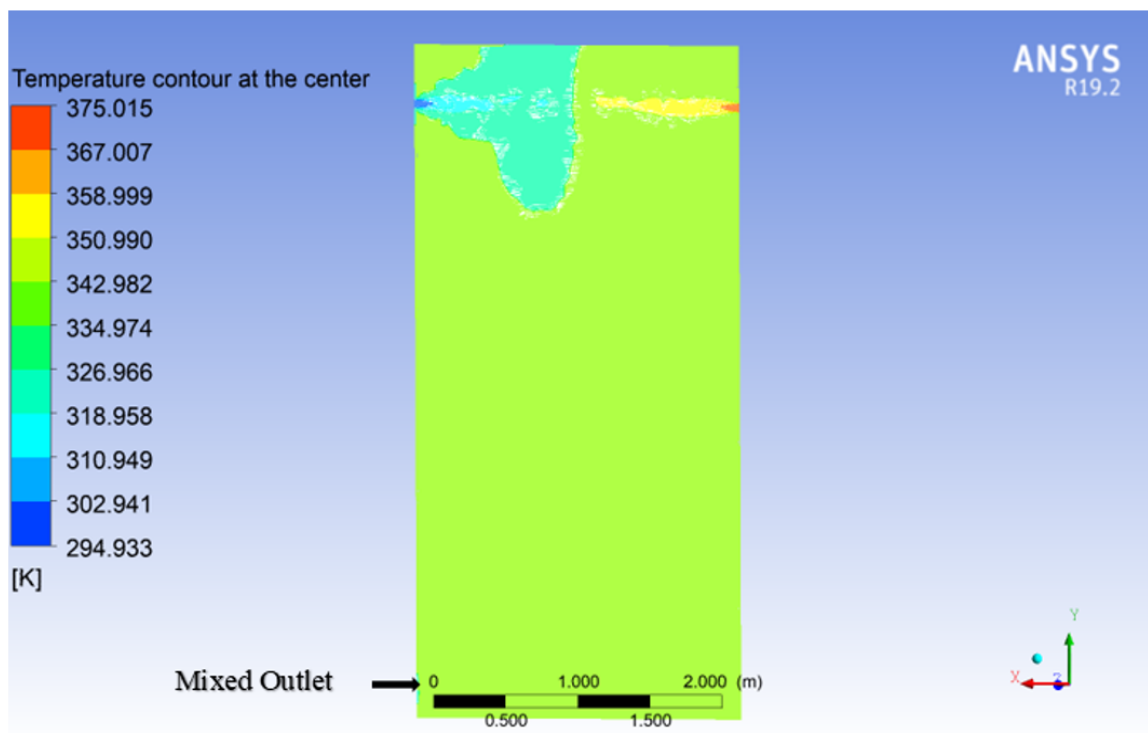 ANSYS
R19.2
Temperature contour at the center
375.015
367.007
358.999
350.990
342.982
334.974
326.966
318.958
310.949
302.941
294.933
[K]
Mixed Outlet
0 1.000 2.000 (m)
0.500 1.500
Y
X Z